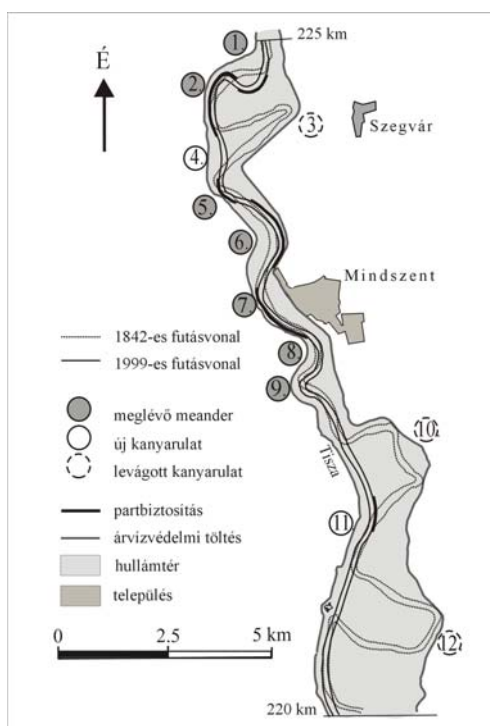 1.
225 km
É
2.
3
Szegvár
4.
5.
6.
Mindszent
7.
1842-es futásvonal
8.
1999-es futásvonal
9.
meglévő meander
10
új kanyarulat
Tisza
levágott kanyarulat
partbiztosítás
11
árvízvédelmi töltés
hullámtér
település
0 2.5 5 km
12
220 km